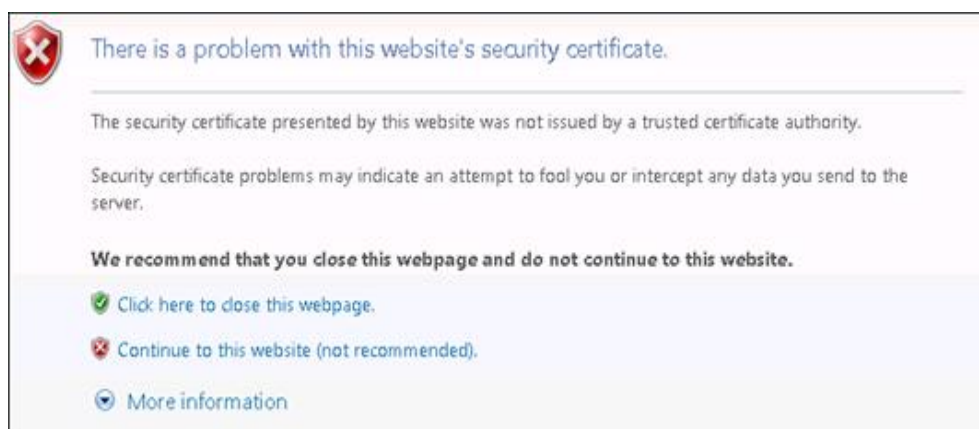 There is a problem with this website's security certificate.
The security certificate presented by this website was not issued by a trusted certificate authority.
Security certificate problems may indicate an attempt to fool you or intercept any data you send to the
server.
We recommend that you close this webpage and do not continue to this website.
Click here to close this webpage.
Continue to this website (not recommended).
More information